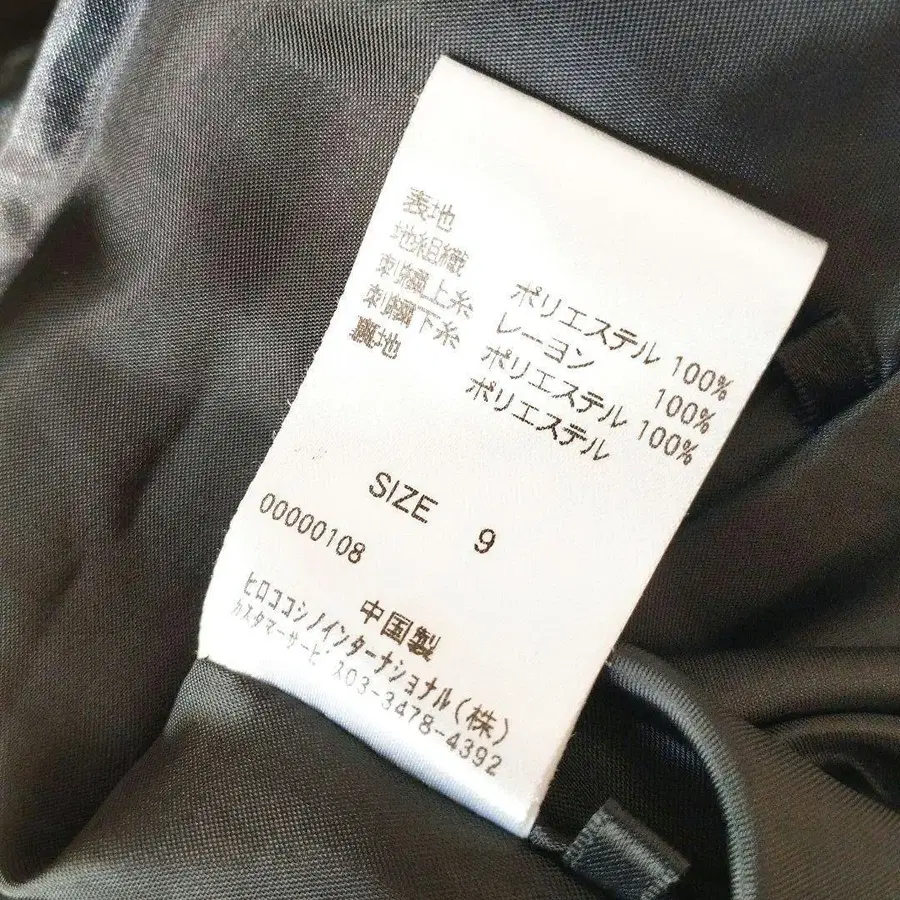 表地
地組織 ポリエステル 100%
刺繍上糸 レーヨン 100%
刺繍下糸 ポリエステル 100%
裏地 ポリエステル
SIZE 9
00000108
中国製
ヒロココシノインターナショナル(株)
カスタマーサービス03-3478-4392